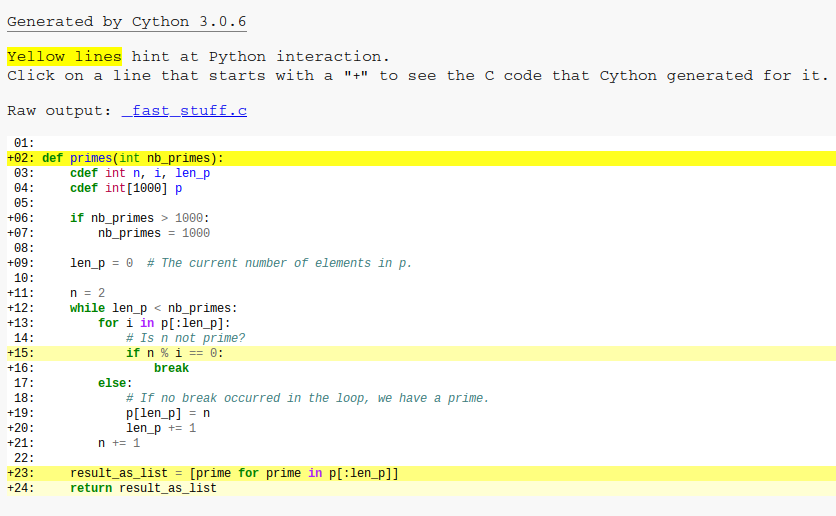 Generated by Cython 3.0.6
Yellow lines hint at Python interaction.
Click on a line that starts with a "+" to see the C code that Cython generated for it.
Raw output: _fast_stuff.c
 01:
+02: def primes(int nb_primes):
 03:     cdef int n, i, len_p
 04:     cdef int[1000] p
 05:
+06:     if nb_primes > 1000:
+07:         nb_primes = 1000
 08:
+09:     len_p = 0  # The current number of elements in p.
 10:
+11:     n = 2
+12:     while len_p < nb_primes:
+13:         for i in p[:len_p]:
 14:             # Is n not prime?
+15:             if n % i == 0:
+16:                 break
 17:         else:
 18:             # If no break occurred in the loop, we have a prime.
+19:             p[len_p] = n
+20:             len_p += 1
+21:         n += 1
 22:
+23:     result_as_list = [prime for prime in p[:len_p]]
+24:     return result_as_list